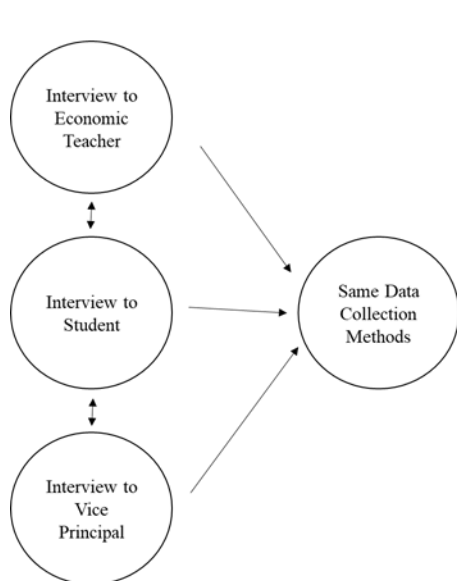 Interview to
Economic
Teacher
Interview to
Student
Same Data
Collection
Methods
Interview to
Vice
Principal